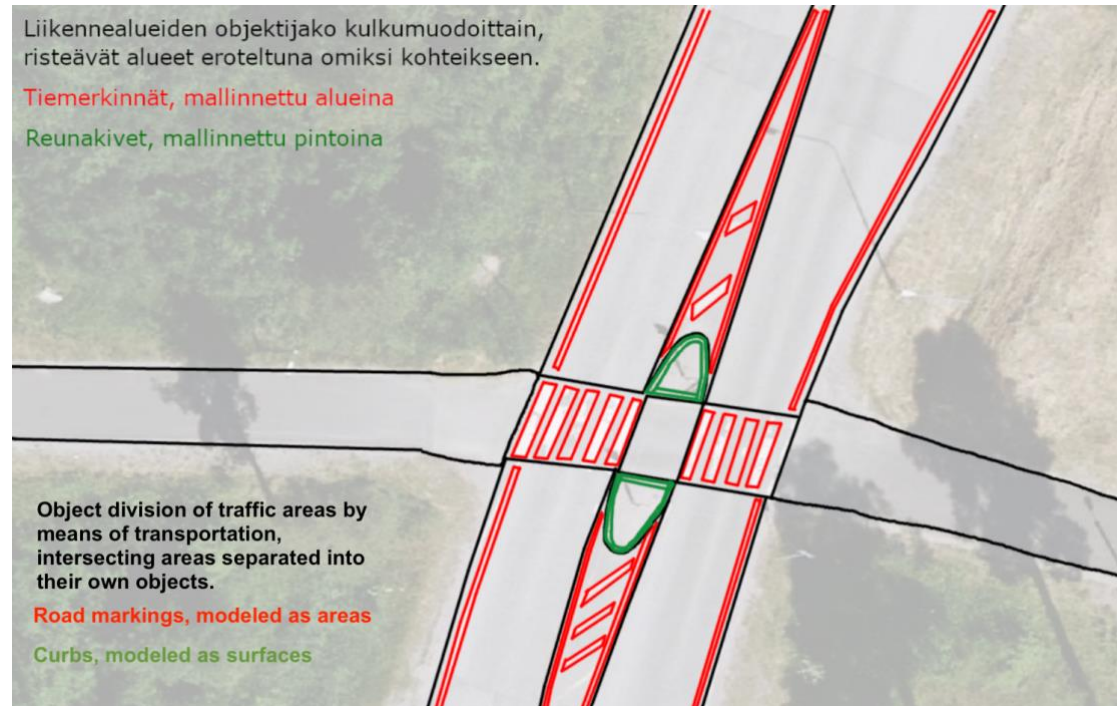 Liikennealueiden objektijako kulkumuodoittain,
risteävät alueet eroteltuna omiksi kohteikseen.
Tiemerkinnät, mallinnettu alueina
Reunakivet, mallinnettu pintoina
Object division of traffic areas by
means of transportation,
intersecting areas separated into
their own objects.
Road markings, modeled as areas
Curbs, modeled as surfaces